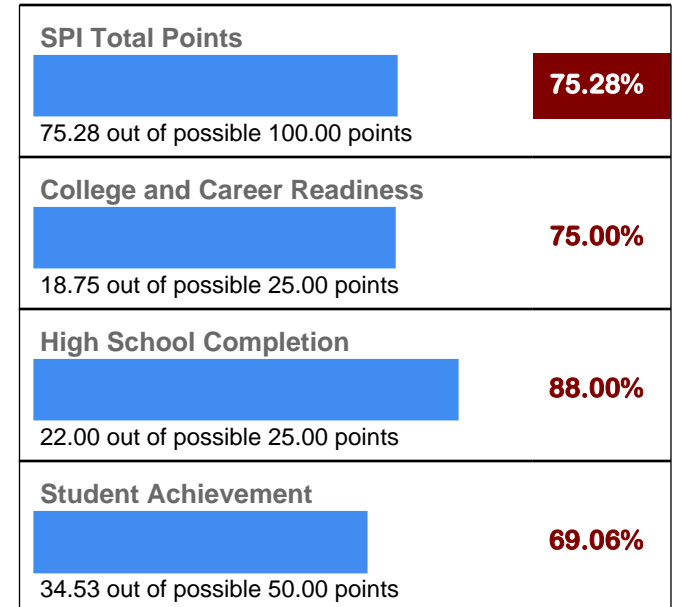 SPI Total Points
75.28%
75.28 out of possible 100.00 points
College and Career Readiness
75.00%
18.75 out of possible 25.00 points
High School Completion
88.00%
22.00 out of possible 25.00 points
Student Achievement
69.06%
34.53 out of possible 50.00 points